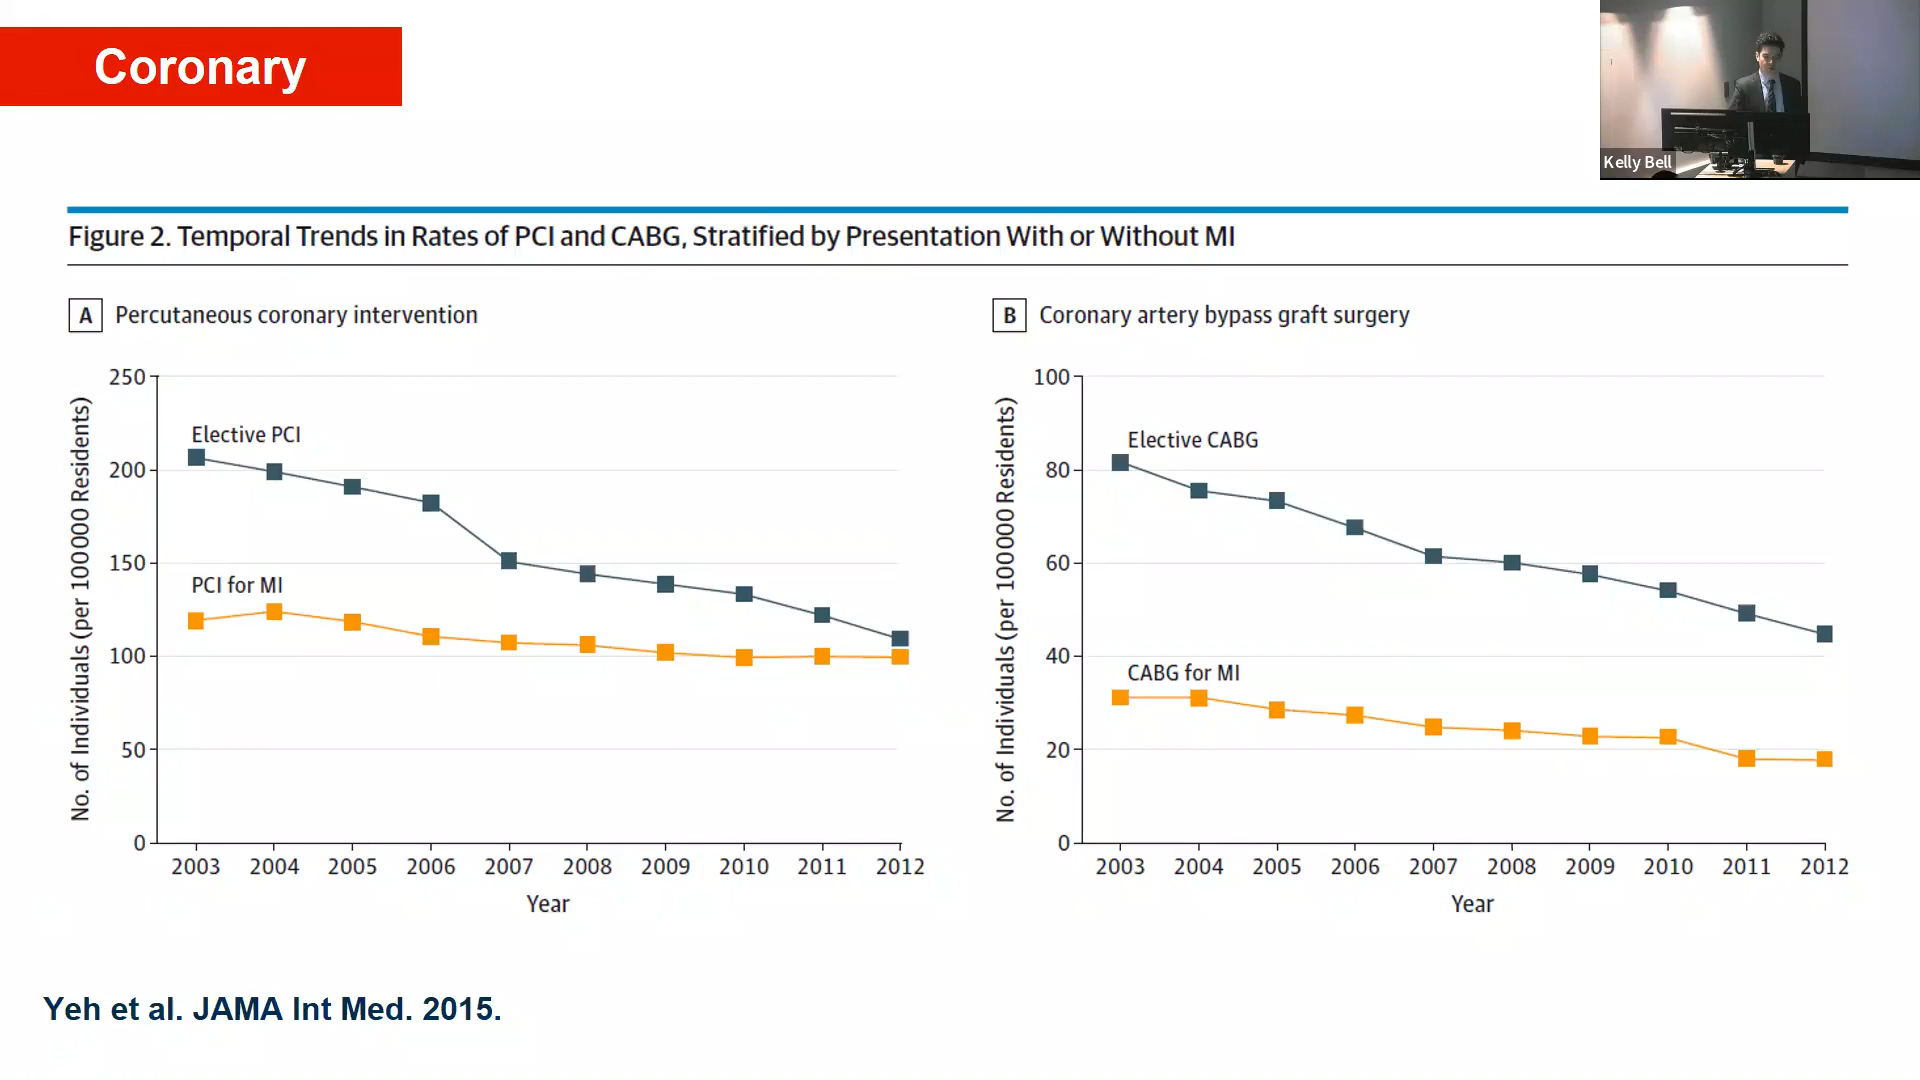 Coronary
Kelly Bell
Figure 2. Temporal Trends in Rates of PCI and CABG, Stratified by Presentation With or Without MI
A Percutaneous coronary intervention
No. of Individuals (per 100 000 Residents)
250
200
150
100
50
0
Elective PCI
PCI for MI
2003 2004 2005 2006 2007 2008 2009 2010 2011 2012
Year
B Coronary artery bypass graft surgery
No. of Individuals (per 100 000 Residents)
100
80
60
40
20
0
Elective CABG
CABG for MI
2003 2004 2005 2006 2007 2008 2009 2010 2011 2012
Year
Yeh et al. JAMA Int Med. 2015.